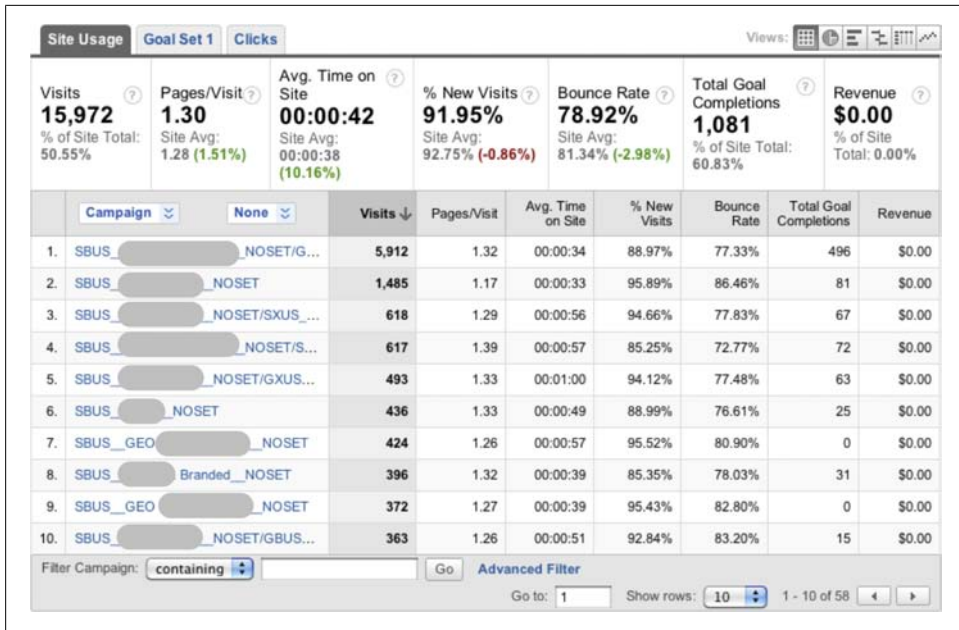 Site Usage Goal Set 1 Clicks Views:
Visits ? Pages/Visit ? Avg. Time on Site ? % New Visits ? Bounce Rate ? Total Goal Completions ? Revenue ?
15,972 1.30 00:00:42 91.95% 78.92% 1,081 $0.00
% of Site Total: 50.55% Site Avg: 1.28 (1.51%) Site Avg: 00:00:38 (10.16%) Site Avg: 92.75% (-0.86%) Site Avg: 81.34% (-2.98%) % of Site Total: 60.83% % of Site Total: 0.00%
Campaign None Visits Pages/Visit Avg. Time on Site % New Visits Bounce Rate Total Goal Completions Revenue
1. SBUS_ _NOSET/G... 5,912 1.32 00:00:34 88.97% 77.33% 496 $0.00
2. SBUS_ _NOSET 1,485 1.17 00:00:33 95.89% 86.46% 81 $0.00
3. SBUS_ _NOSET/SXUS_... 618 1.29 00:00:56 94.66% 77.83% 67 $0.00
4. SBUS_ _NOSET/S... 617 1.39 00:00:57 85.25% 72.77% 72 $0.00
5. SBUS_ _NOSET/GXUS... 493 1.33 00:01:00 94.12% 77.48% 63 $0.00
6. SBUS_ _NOSET 436 1.33 00:00:49 88.99% 76.61% 25 $0.00
7. SBUS__GEO _NOSET 424 1.26 00:00:57 95.52% 80.90% 0 $0.00
8. SBUS_ Branded__NOSET 396 1.32 00:00:39 85.35% 78.03% 31 $0.00
9. SBUS__GEO _NOSET 372 1.27 00:00:39 95.43% 82.80% 0 $0.00
10. SBUS_ _NOSET/GBUS... 363 1.26 00:00:51 92.84% 83.20% 15 $0.00
Filter Campaign: containing Go Advanced Filter
Go to: 1 Show rows: 10 1 - 10 of 58